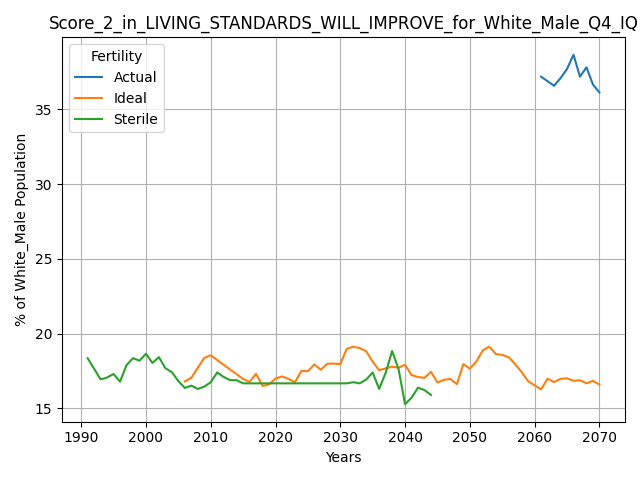 Score_2_in_LIVING_STANDARDS_WILL_IMPROVE_for_White_Male_Q4_IQ
Fertility
Actual
Ideal
Sterile
% of White_Male Population
35
30
25
20
15
1990 2000 2010 2020 2030 2040 2050 2060 2070
Years